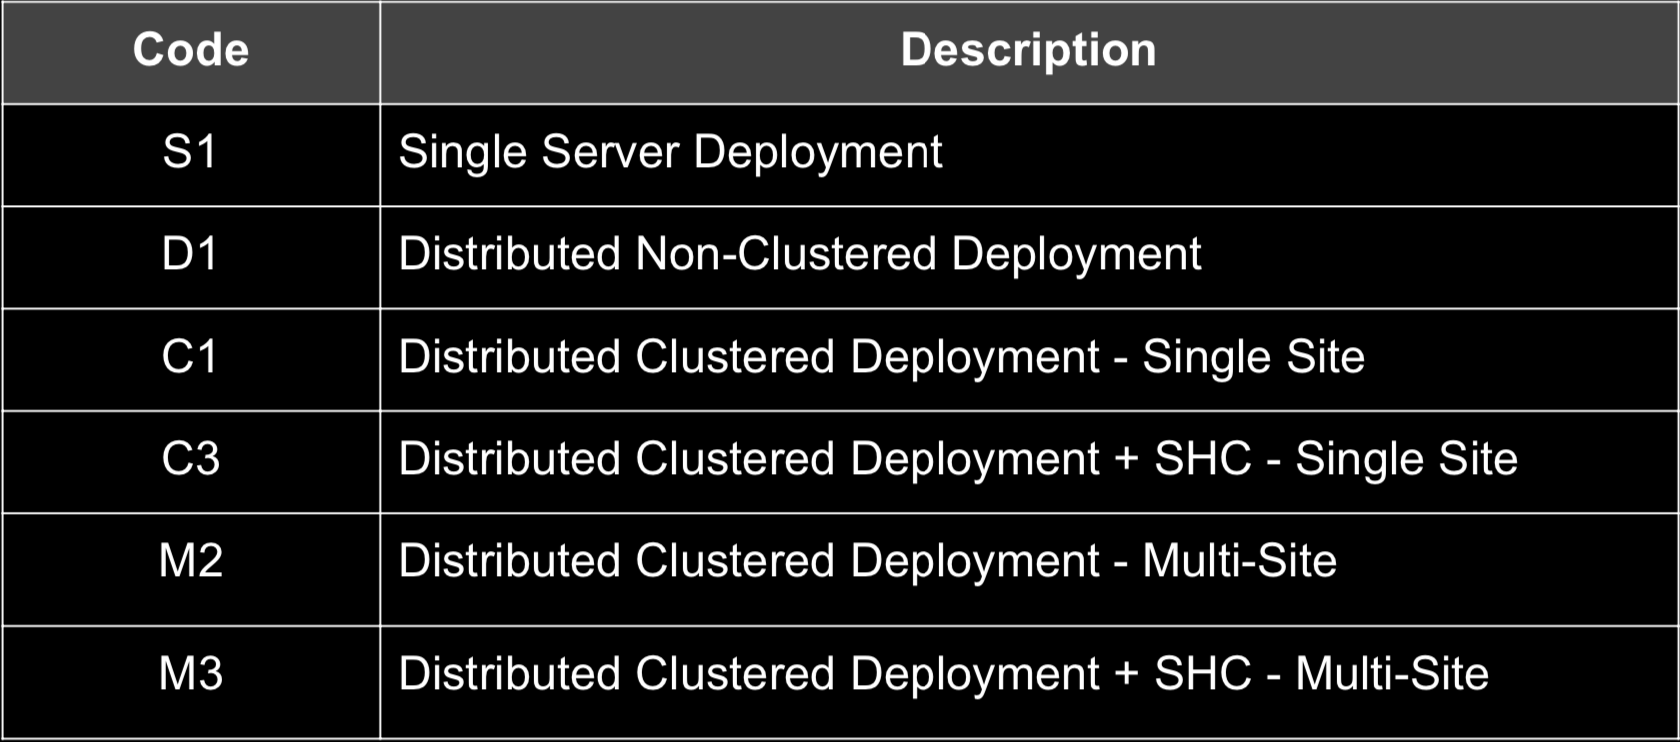 Code Description
S1 Single Server Deployment
D1 Distributed Non-Clustered Deployment
C1 Distributed Clustered Deployment - Single Site
C3 Distributed Clustered Deployment + SHC - Single Site
M2 Distributed Clustered Deployment - Multi-Site
M3 Distributed Clustered Deployment + SHC - Multi-Site